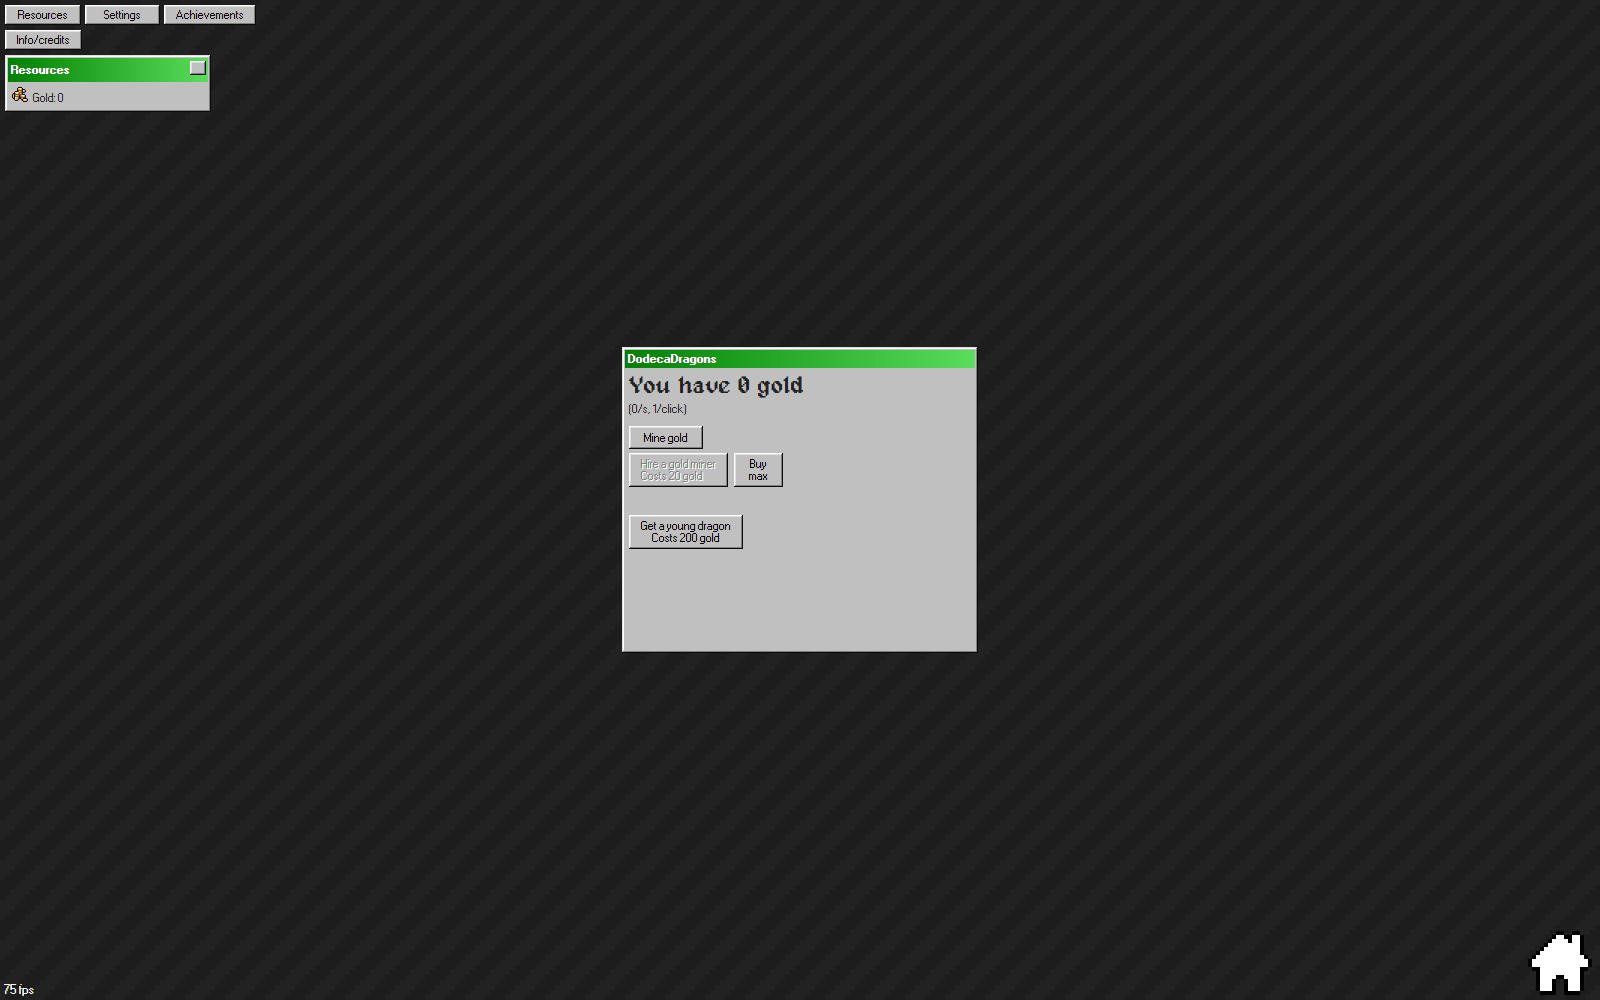 Resources
Settings
Achievements
Info/credits
Resources
Gold: 0
DodecaDragons
You have 0 gold
(0/s, 1/click)
Mine gold
Hire a gold miner
Costs 20 gold
Buy
max
Get a young dragon
Costs 200 gold
75 fps